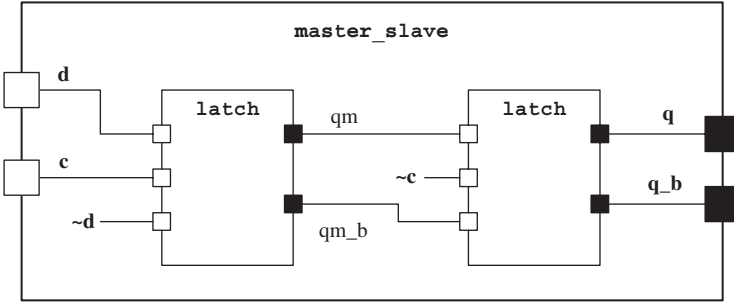 master_slave
d
latch
qm
latch
q
c
~c
q_b
~d
qm_b